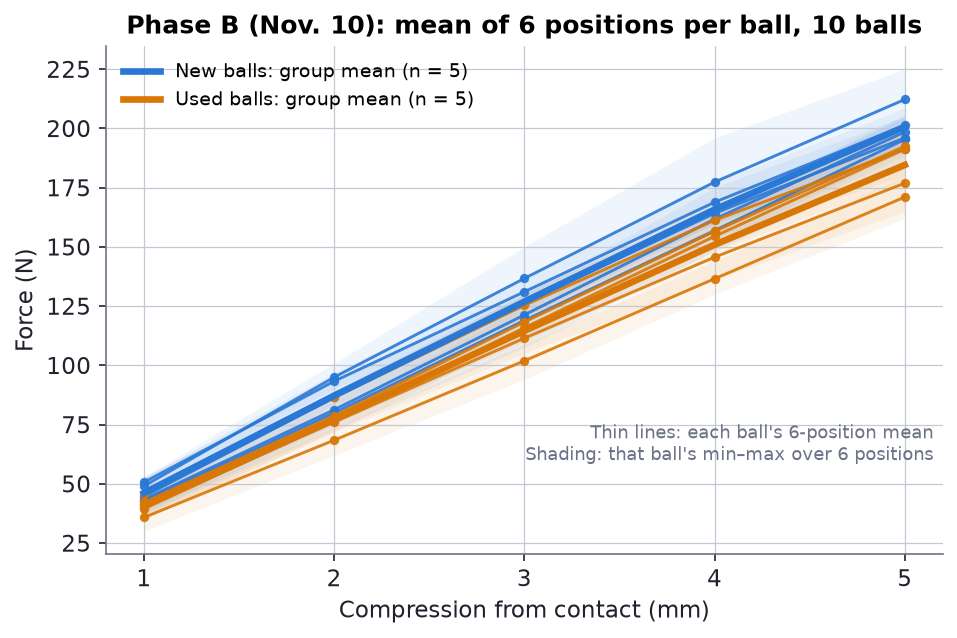 Phase B (Nov. 10): mean of 6 positions per ball, 10 balls
New balls: group mean (n = 5)
Used balls: group mean (n = 5)
Force (N)
225
200
175
150
125
100
75
50
25
Thin lines: each ball's 6-position mean
Shading: that ball's min–max over 6 positions
1
2
3
4
5
Compression from contact (mm)